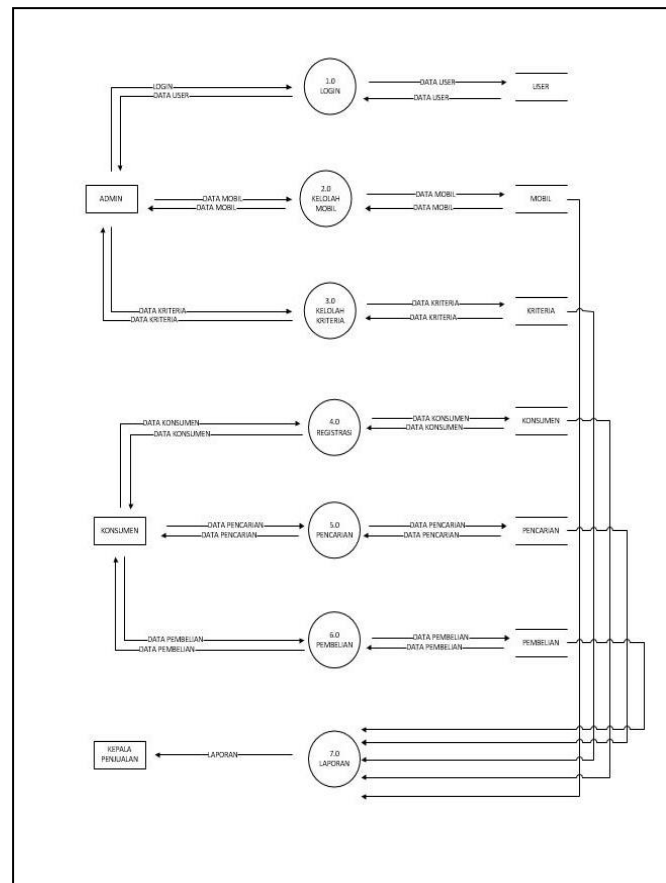 1.0
LOGIN
LOGIN
DATA USER
DATA USER
DATA USER
USER
ADMIN
DATA MOBIL
DATA MOBIL
2.0
KELOLAH
MOBIL
DATA MOBIL
DATA MOBIL
MOBIL
DATA KRITERIA
DATA KRITERIA
3.0
KELOLAH
KRITERIA
DATA KRITERIA
DATA KRITERIA
KRITERIA
DATA KONSUMEN
DATA KONSUMEN
4.0
REGISTRASI
DATA KONSUMEN
DATA KONSUMEN
KONSUMEN
KONSUMEN
DATA PENCARIAN
DATA PENCARIAN
5.0
PENCARIAN
DATA PENCARIAN
DATA PENCARIAN
PENCARIAN
DATA PEMBELIAN
DATA PEMBELIAN
6.0
PEMBELIAN
DATA PEMBELIAN
DATA PEMBELIAN
PEMBELIAN
KEPALA
PENJUALAN
LAPORAN
7.0
LAPORAN